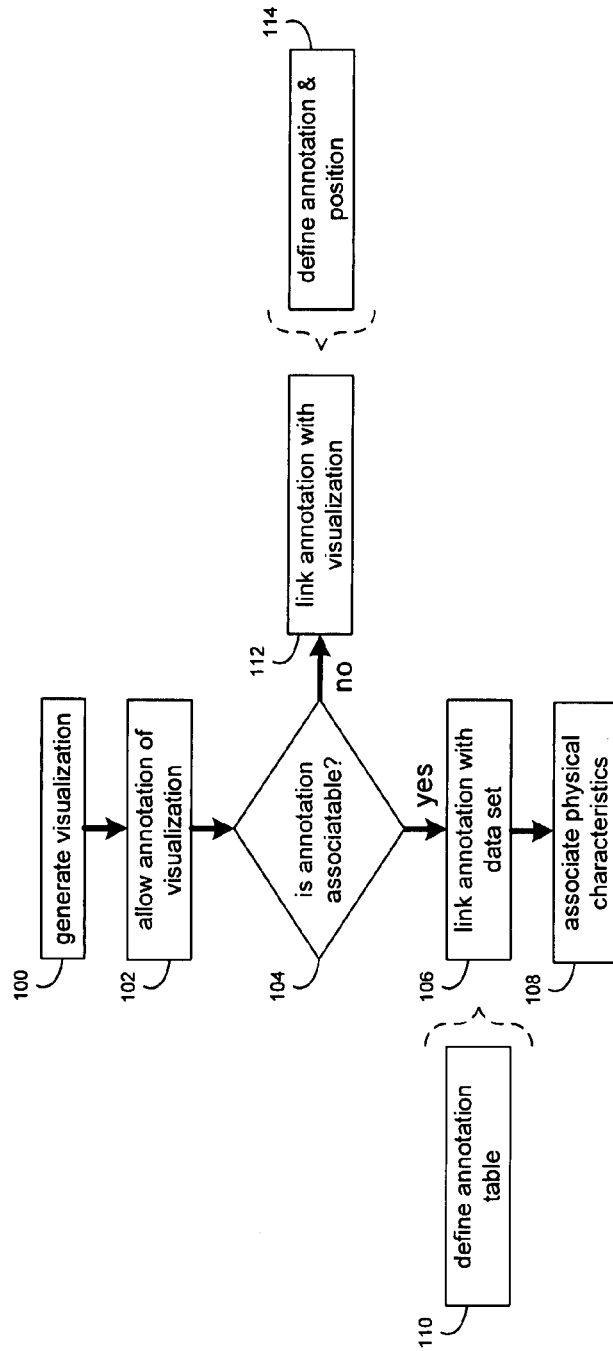 100
generate visualization
102
allow annotation of
visualization
104
is annotation
associatable?
no
112
link annotation with
visualization
114
define annotation &
position
yes
106
link annotation with
data set
110
define annotation
table
108
associate physical
characteristics